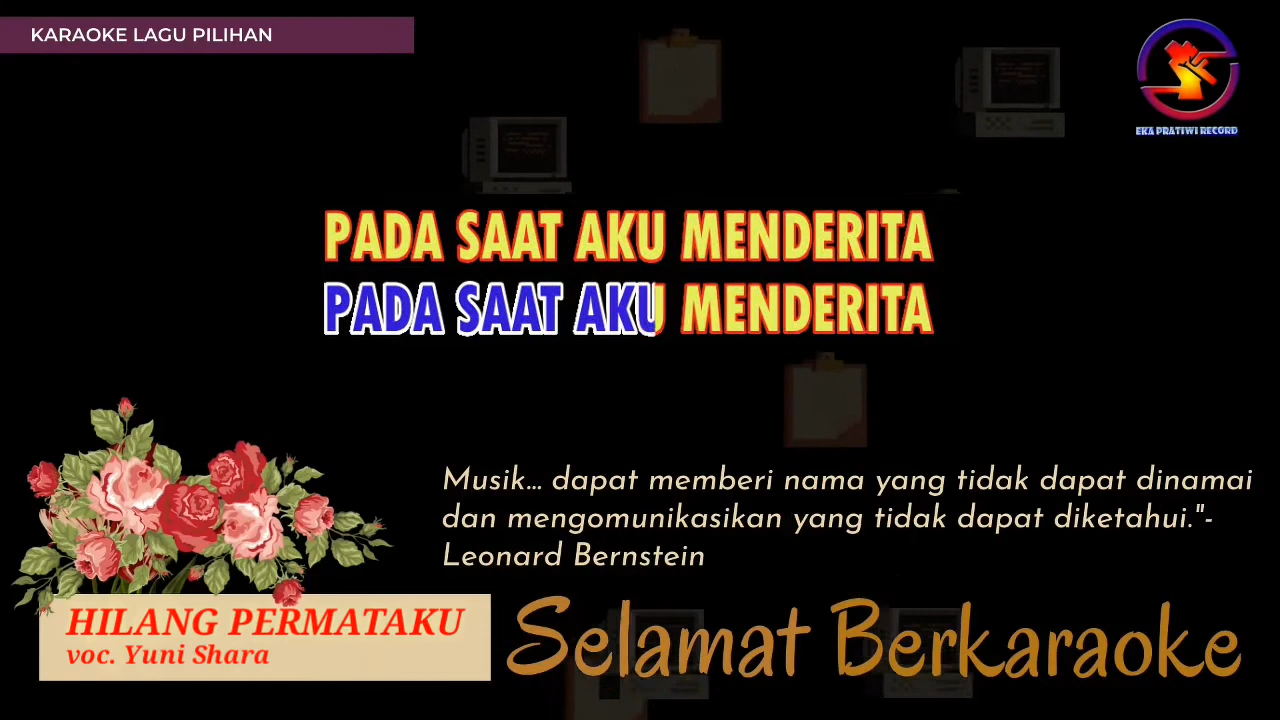 KARAOKE LAGU PILIHAN
EKA PRATIWI RECORD
PADA SAAT AKU MENDERITA
PADA SAAT AKU MENDERITA
Musik... dapat memberi nama yang tidak dapat dinamai
dan mengomunikasikan yang tidak dapat diketahui."-
Leonard Bernstein
HILANG PERMATAKU
voc. Yuni Shara
Selamat Berkaraoke